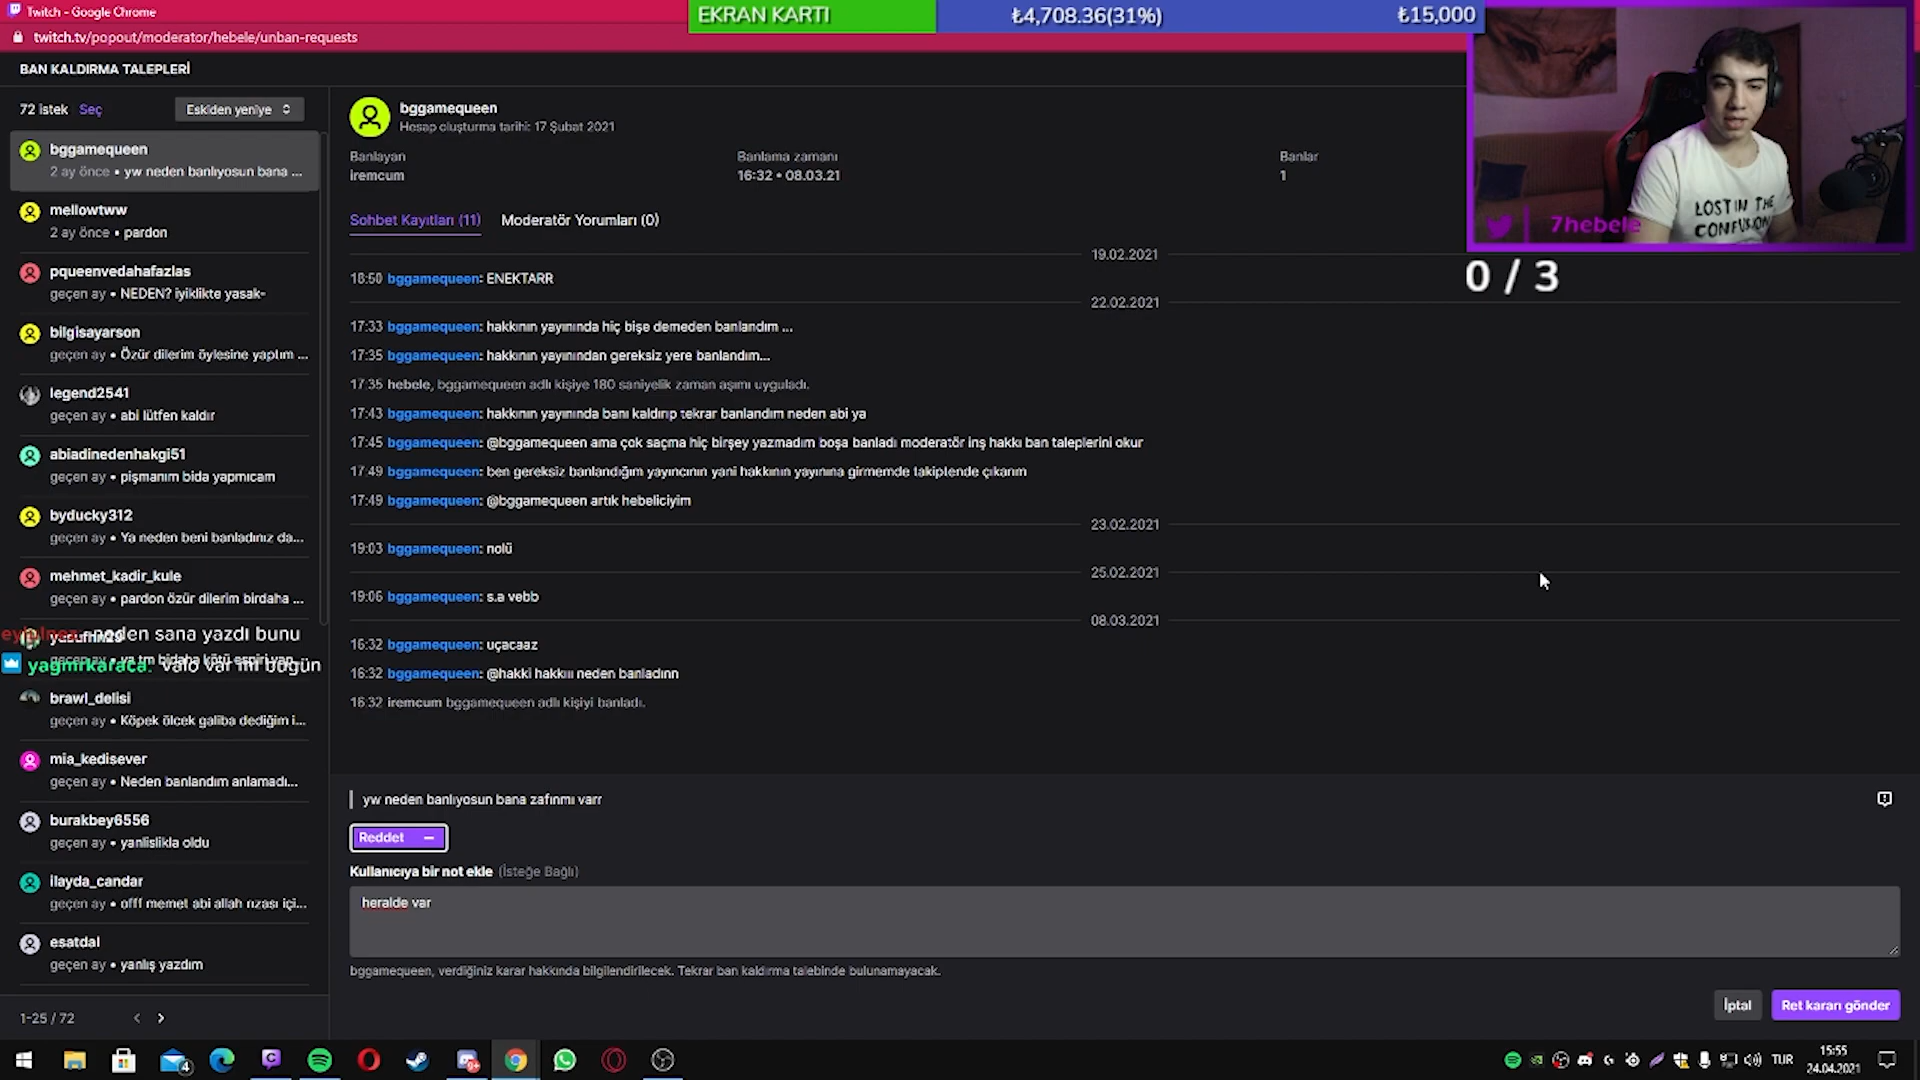 Twitch - Google Chrome
twitch.tv/popout/moderator/hebele/unban-requests
EKRAN KARTI
₺4,708.36(31%)
₺15,000
BAN KALDIRMA TALEPLERİ
72 istek Seç
Eskiden yeniye
bggamequeen
2 ay önce • yw neden banlıyosun bana ...
mellowtww
2 ay önce • pardon
pqueenvedahafazlas
geçen ay • NEDEN? iyiklikte yasak-
bilgisayarson
geçen ay • Özür dilerim öylesine yaptım ...
legend2541
geçen ay • abi lütfen kaldır
abiadinedenhakgi51
geçen ay • pişmanım bida yapmıcam
byducky312
geçen ay • Ya neden beni banladınız da...
mehmet_kadir_kule
geçen ay • pardon özür dilerim birdaha ...
neden sana yazdı bunu
yagmrkaraca: valo var mı bugün
brawl_delisi
geçen ay • Köpek ölcek galiba dediğim i...
mia_kedisever
geçen ay • Neden banlandım anlamadı...
burakbey6556
geçen ay • yanlislikla oldu
ilayda_candar
geçen ay • offf memet abi allah rızası içi...
esatdal
geçen ay • yanlış yazdım
1-25 / 72
bggamequeen
Hesap oluşturma tarihi: 17 Şubat 2021
Banlayan
iremcum
Banlama zamanı
16:32 • 08.03.21
Banlar
1
Sohbet Kayıtları (11)
Moderatör Yorumları (0)
19.02.2021
18:50 bggamequeen: ENEKTARR
22.02.2021
17:33 bggamequeen: hakkının yayınında hiç bişe demeden banlandım ...
17:35 bggamequeen: hakkının yayınından gereksiz yere banlandım...
17:35 hebele, bggamequeen adlı kişiye 180 saniyelik zaman aşımı uyguladı.
17:43 bggamequeen: hakkının yayınında banı kaldırıp tekrar banlandım neden abi ya
17:45 bggamequeen: @bggamequeen ama çok saçma hiç birşey yazmadım boşa banladı moderatör inş hakkı ban taleplerini okur
17:49 bggamequeen: ben gereksiz banlandığım yayıncının yani hakkının yayınına girmemde takiptende çıkarım
17:49 bggamequeen: @bggamequeen artık hebeliciyim
23.02.2021
19:03 bggamequeen: nolü
25.02.2021
19:06 bggamequeen: s.a vebb
08.03.2021
16:32 bggamequeen: uçacaaz
16:32 bggamequeen: @hakki hakkııı neden banladınn
16:32 iremcum bggamequeen adlı kişiyi banladı.
yw neden banlıyosun bana zafınmı varr
Reddet
Kullanıcıya bir not ekle (İsteğe Bağlı)
heralde var
bggamequeen, verdiğiniz karar hakkında bilgilendirilecek. Tekrar ban kaldırma talebinde bulunamayacak.
İptal
Ret kararı gönder
LOST IN THE
CONFUSION
7hebele
0 / 3
TUR
15:55
24.04.2021